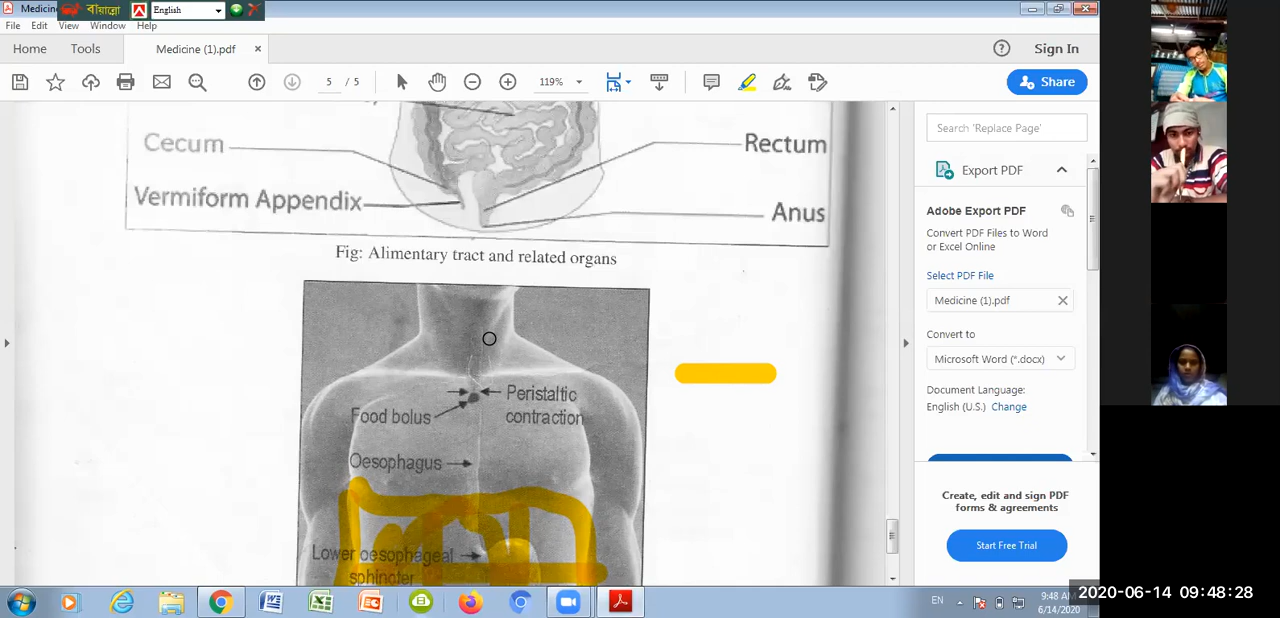 Medicin
বাংলা
English
File Edit View Window Help
Home Tools Medicine (1).pdf × Sign In
5 / 5 119% Share
Cecum
Rectum
Vermiform Appendix
Anus
Fig: Alimentary tract and related organs
Peristaltic
contraction
Food bolus
Oesophagus
Lower oesophageal
sphincter
Search 'Replace Page'
Export PDF
Adobe Export PDF
Convert PDF Files to Word
or Excel Online
Select PDF File
Medicine (1).pdf
Convert to
Microsoft Word (*.docx)
Document Language:
English (U.S.) Change
Create, edit and sign PDF
forms & agreements
Start Free Trial
EN
9:48 AM
6/14/2020
2020-06-14 09:48:28